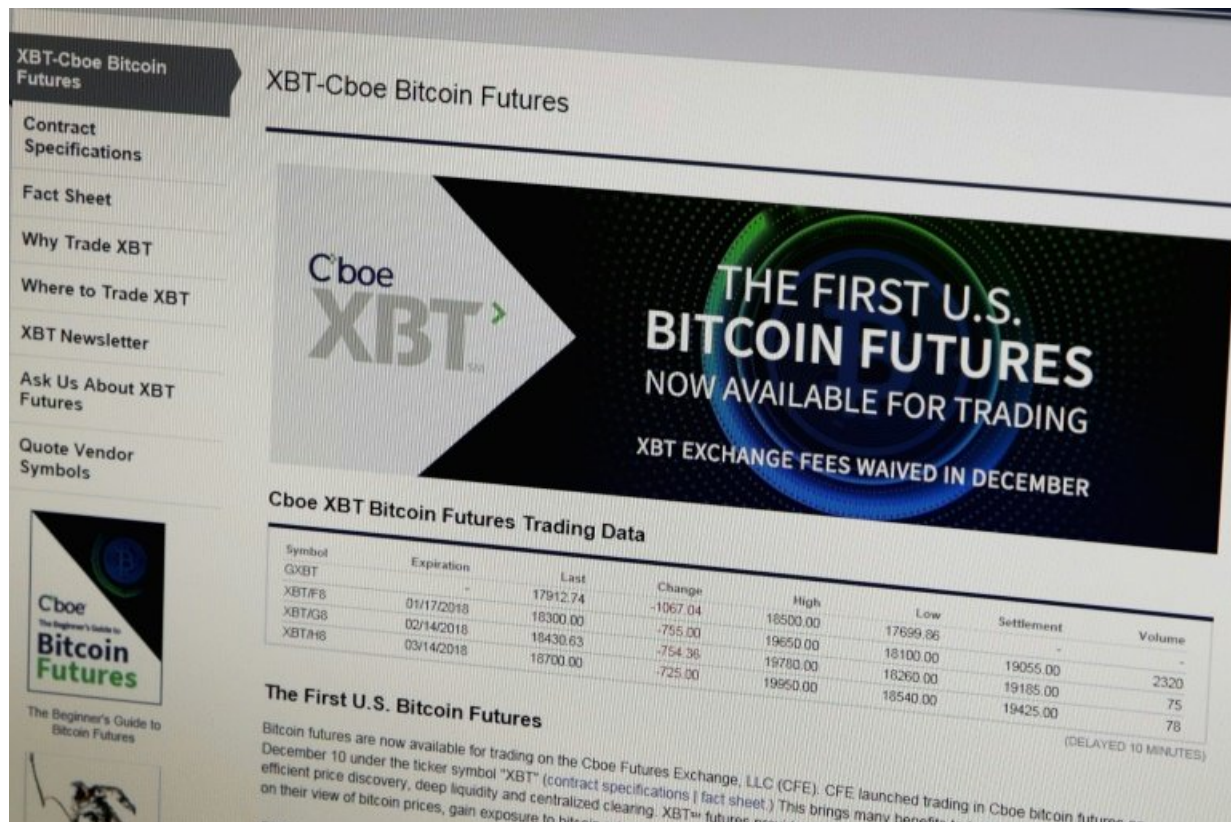 XBT-Cboe Bitcoin
Futures
Contract
Specifications
Fact Sheet
Why Trade XBT
Where to Trade XBT
XBT Newsletter
Ask Us About XBT
Futures
Quote Vendor
Symbols
Cboe
The Beginner's Guide to
Bitcoin
Futures
The Beginner's Guide to
Bitcoin Futures
XBT-Cboe Bitcoin Futures
Cboe
XBT SM
THE FIRST U.S.
BITCOIN FUTURES
NOW AVAILABLE FOR TRADING
XBT EXCHANGE FEES WAIVED IN DECEMBER
Cboe XBT Bitcoin Futures Trading Data
Symbol Expiration Last Change High Low Settlement Volume
GXBT - 17912.74 -1067.04 18500.00 17699.86 - -
XBT/F8 01/17/2018 18300.00 -755.00 19650.00 18100.00 19055.00 2320
XBT/G8 02/14/2018 18430.63 -754.36 19780.00 18260.00 19185.00 75
XBT/H8 03/14/2018 18700.00 -725.00 19950.00 18540.00 19425.00 78
(DELAYED 10 MINUTES)
The First U.S. Bitcoin Futures
Bitcoin futures are now available for trading on the Cboe Futures Exchange, LLC (CFE). CFE launched trading in Cboe bitcoin futures
December 10 under the ticker symbol "XBT" (contract specifications | fact sheet.) This brings many benefits
efficient price discovery, deep liquidity and centralized clearing. XBT℠ futures
on their view of bitcoin prices, gain exposure to